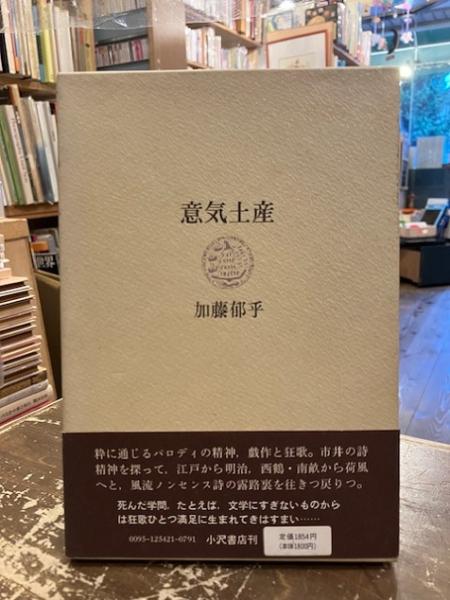 意気土産
加藤郁乎
粋に通じるパロディの精神，戯作と狂歌。市井の詩
精神を探って，江戸から明治，西鶴・南畝から荷風
へと，風流ノンセンス詩の露路裏を往きつ戻りつ。
死んだ学問，たとえば，文学にすぎないものから
は狂歌ひとつ満足に生まれてきはすまい……
0095-125421-0791 小沢書店刊
定価1854円
(本体1800円)